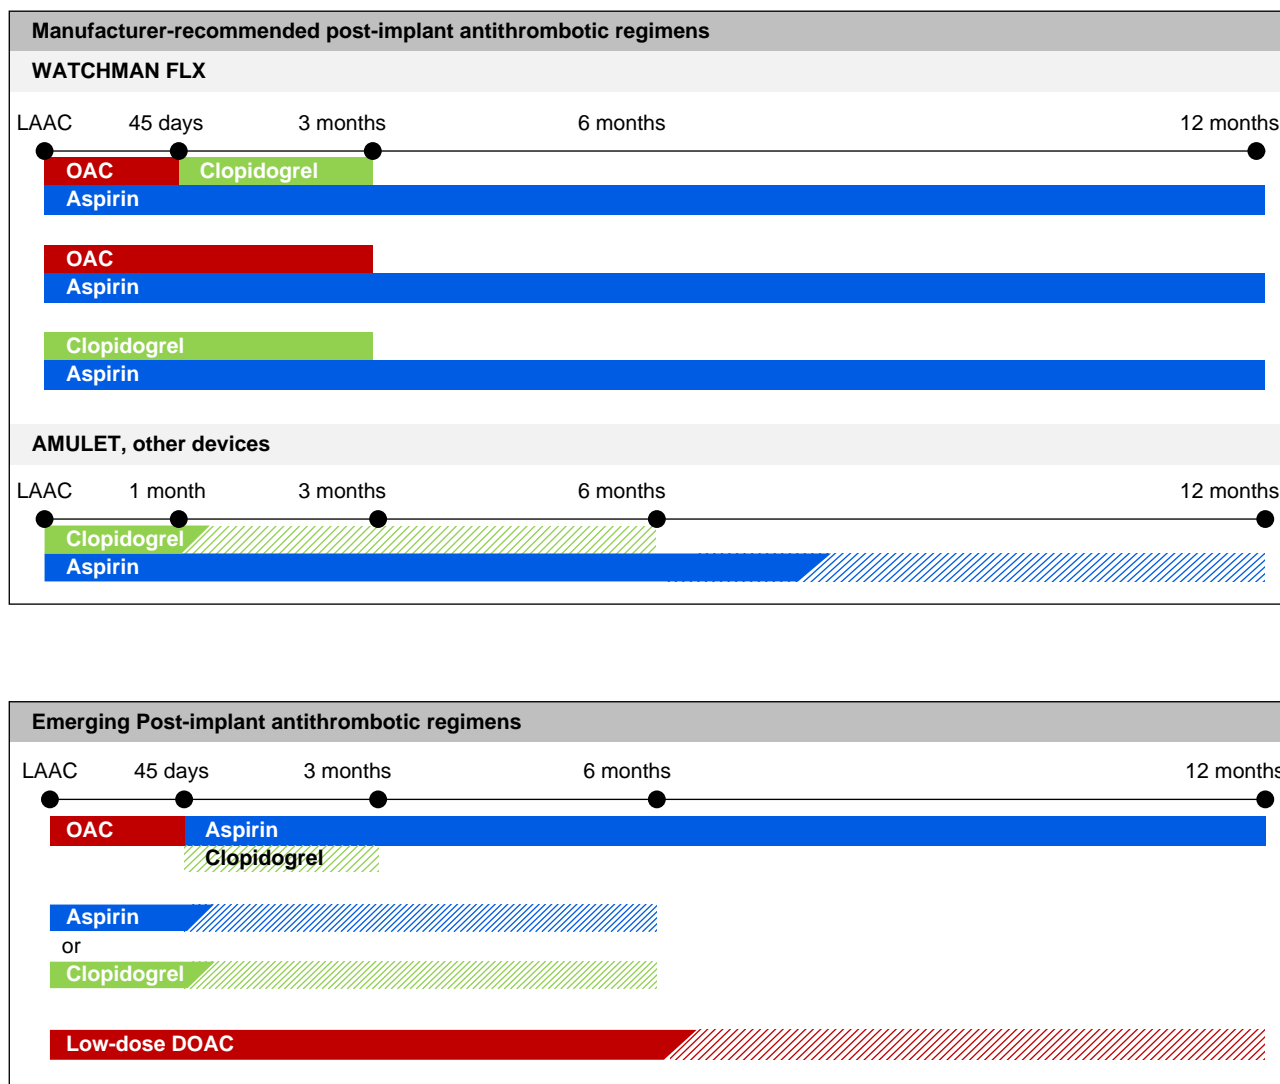 Manufacturer-recommended post-implant antithrombotic regimens
WATCHMAN FLX
LAAC 45 days 3 months 6 months 12 months
OAC Clopidogrel
Aspirin
OAC
Aspirin
Clopidogrel
Aspirin
AMULET, other devices
LAAC 1 month 3 months 6 months 12 months
Clopidogrel
Aspirin
Emerging Post-implant antithrombotic regimens
LAAC 45 days 3 months 6 months 12 months
OAC Aspirin
Clopidogrel
Aspirin
or
Clopidogrel
Low-dose DOAC